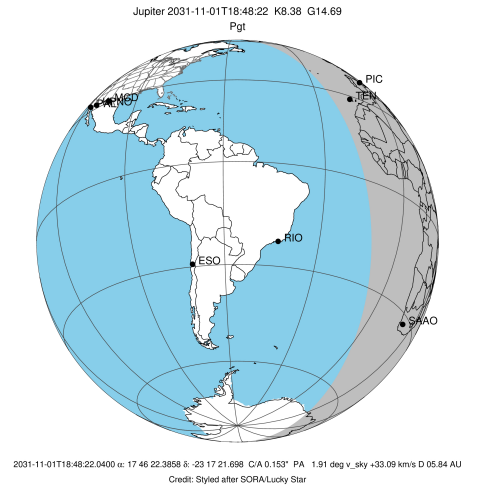 Jupiter 2031-11-01T18:48:22 K8.38 G14.69
Pgt
PIC
TEN
MCD
RIO
ESO
SAAO
2031-11-01T18:48:22.0400 α: 17 46 22.3858 δ: -23 17 21.698 C/A 0.153" PA 1.91 deg v_sky +33.09 km/s D 05.84 AU
Credit: Styled after SORA/Lucky Star